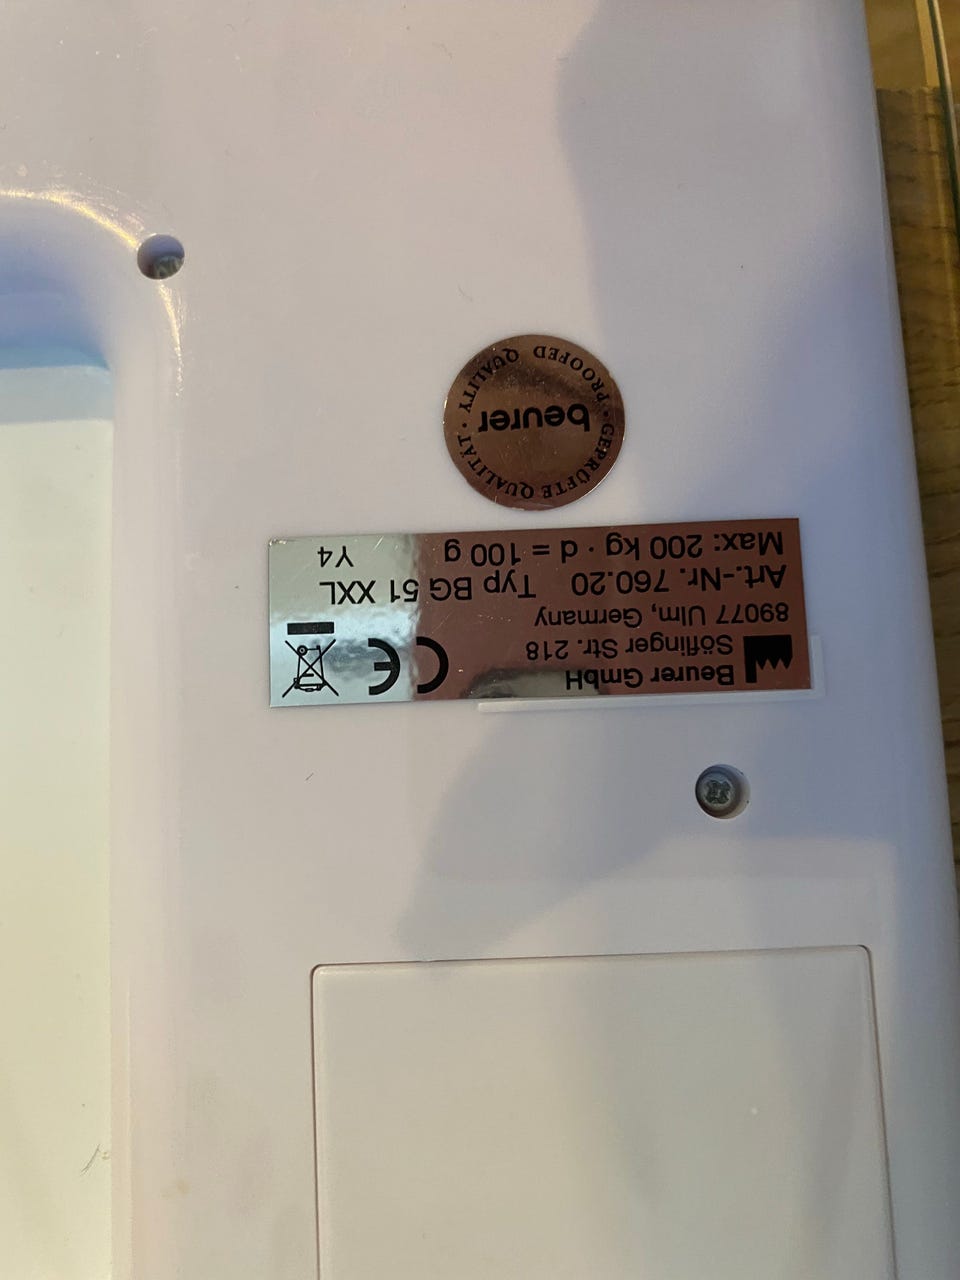 Beurer GmbH
Söflinger Str. 218
89077 Ulm, Germany
Art.-Nr. 760.20 Typ BG 51 XXL
Max: 200 kg · d = 100 g Y4
CE
beurer
· GEPRÜFTE QUALITÄT · PROOFED QUALITY